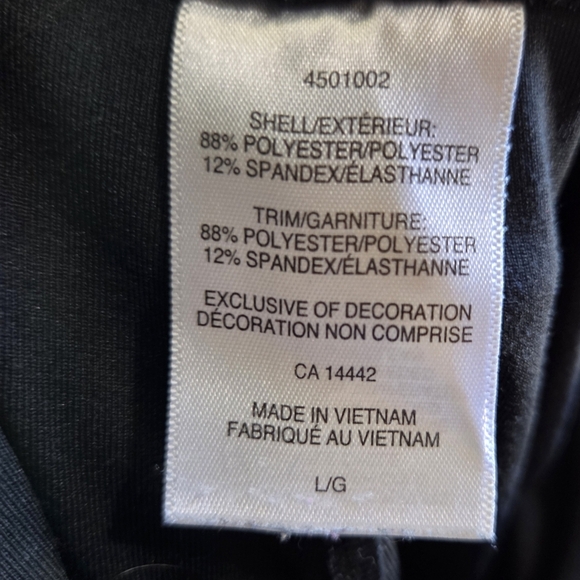 4501002
SHELL/EXTÉRIEUR:
88% POLYESTER/POLYESTER
12% SPANDEX/ÉLASTHANNE
TRIM/GARNITURE:
88% POLYESTER/POLYESTER
12% SPANDEX/ÉLASTHANNE
EXCLUSIVE OF DECORATION
DÉCORATION NON COMPRISE
CA 14442
MADE IN VIETNAM
FABRIQUÉ AU VIETNAM
L/G